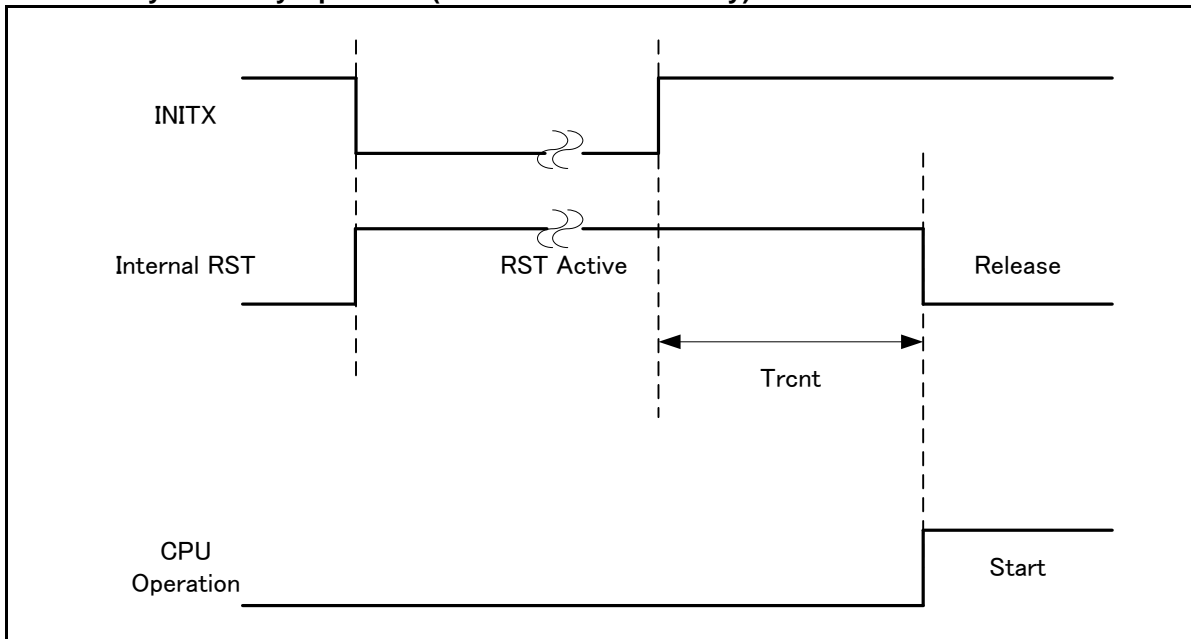 INITX
Internal RST
RST Active
Release
Trcnt
CPU
Operation
Start